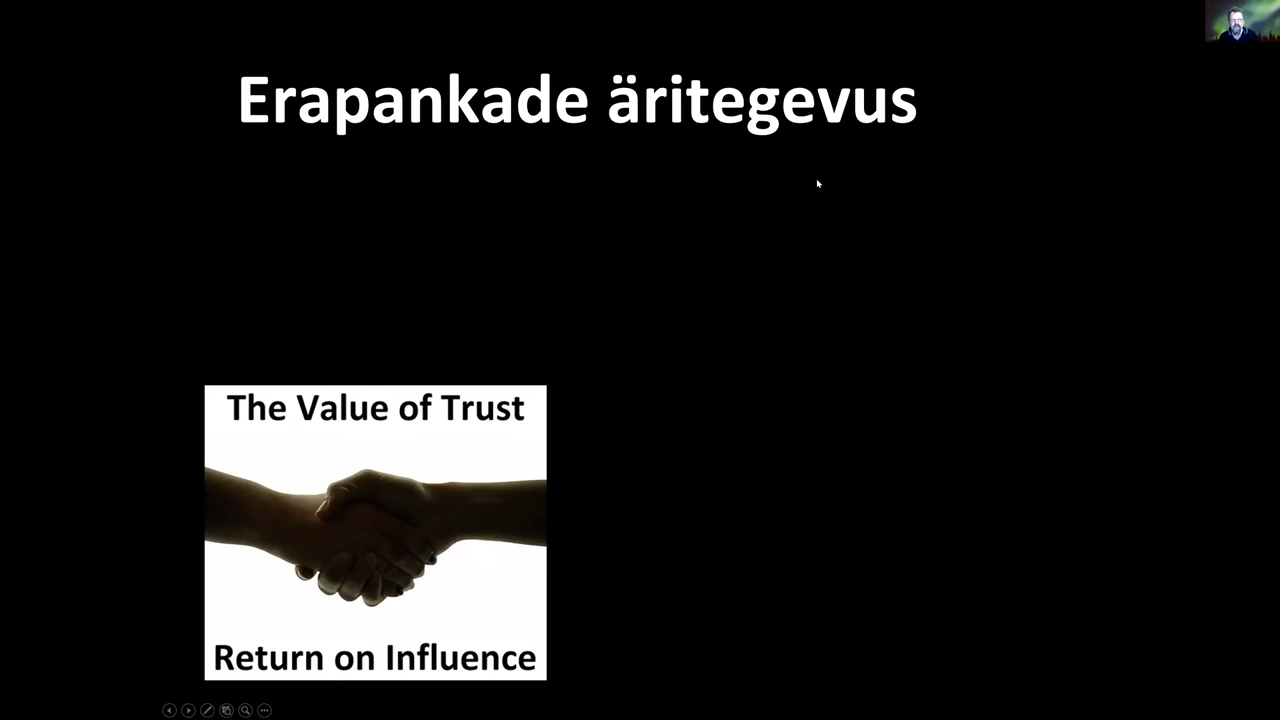 Erapankade äritegevus
The Value of Trust
Return on Influence